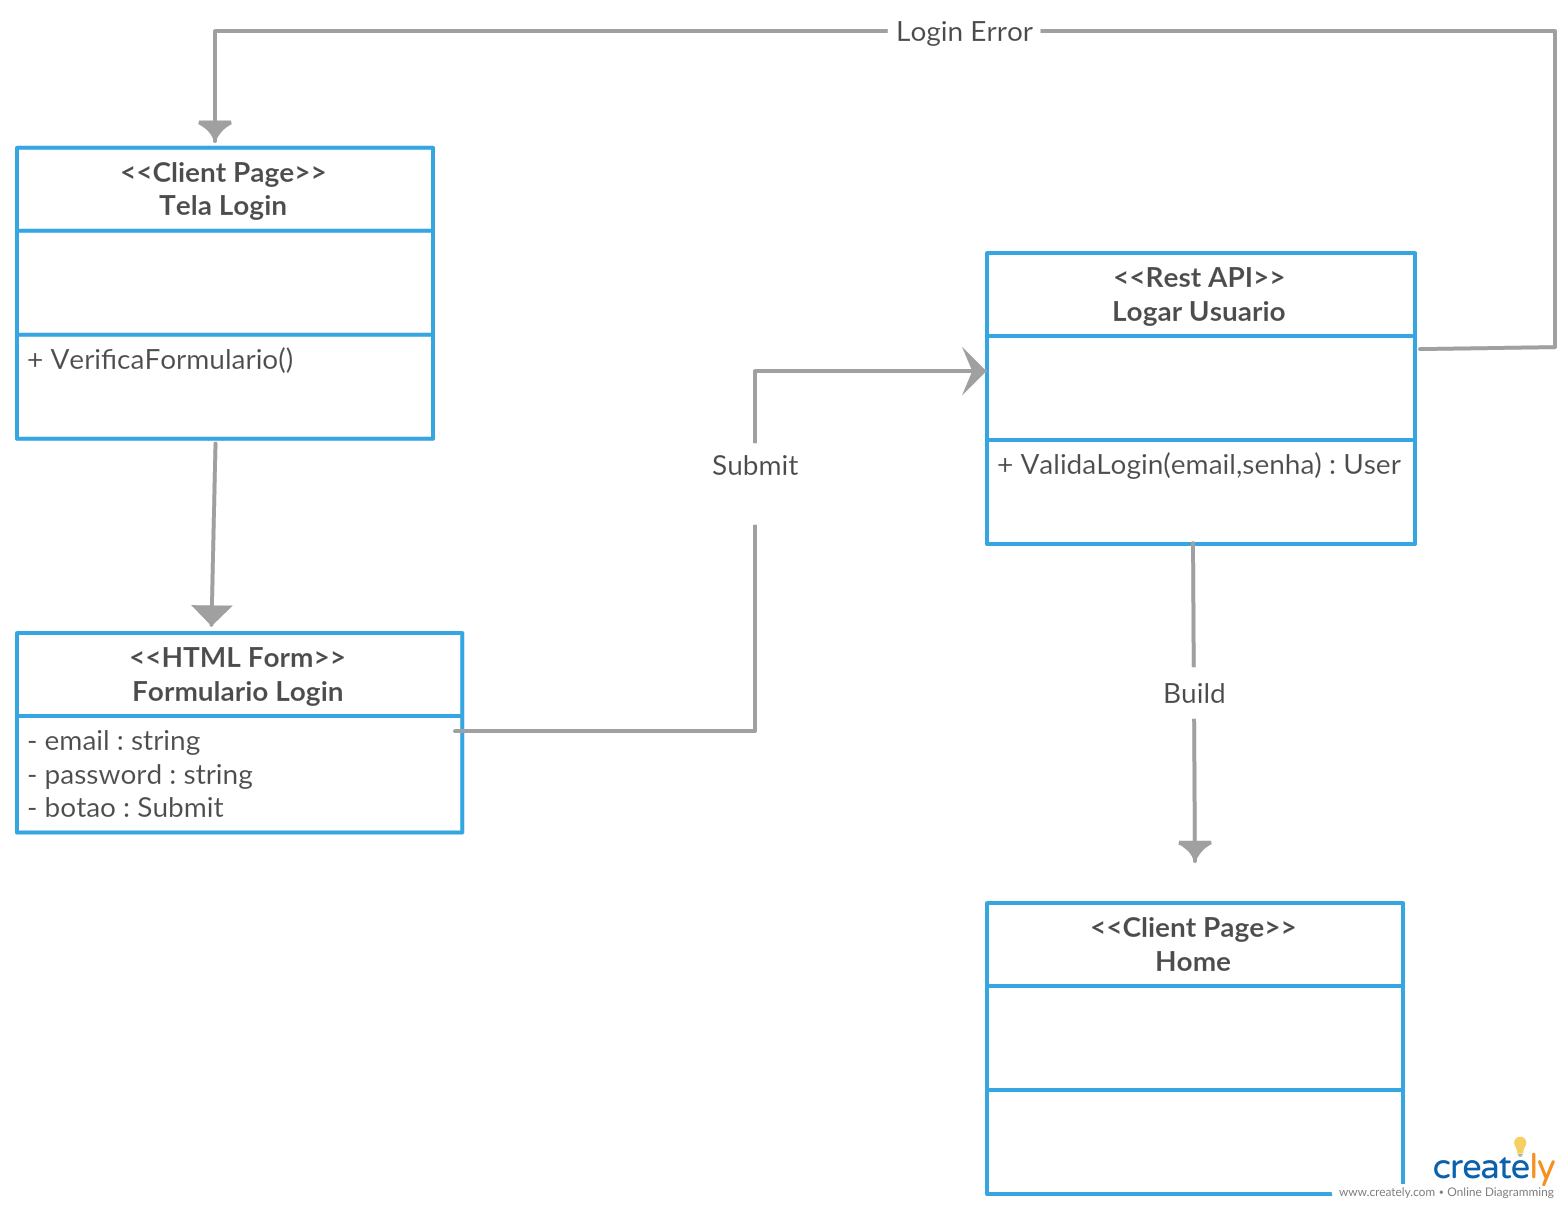 Login Error
<<Client Page>>
Tela Login
+ VerificaFormulario()
<<Rest API>>
Logar Usuario
+ ValidaLogin(email,senha) : User
Submit
<<HTML Form>>
Formulario Login
- email : string
- password : string
- botao : Submit
Build
<<Client Page>>
Home
creately
www.creately.com • Online Diagramming